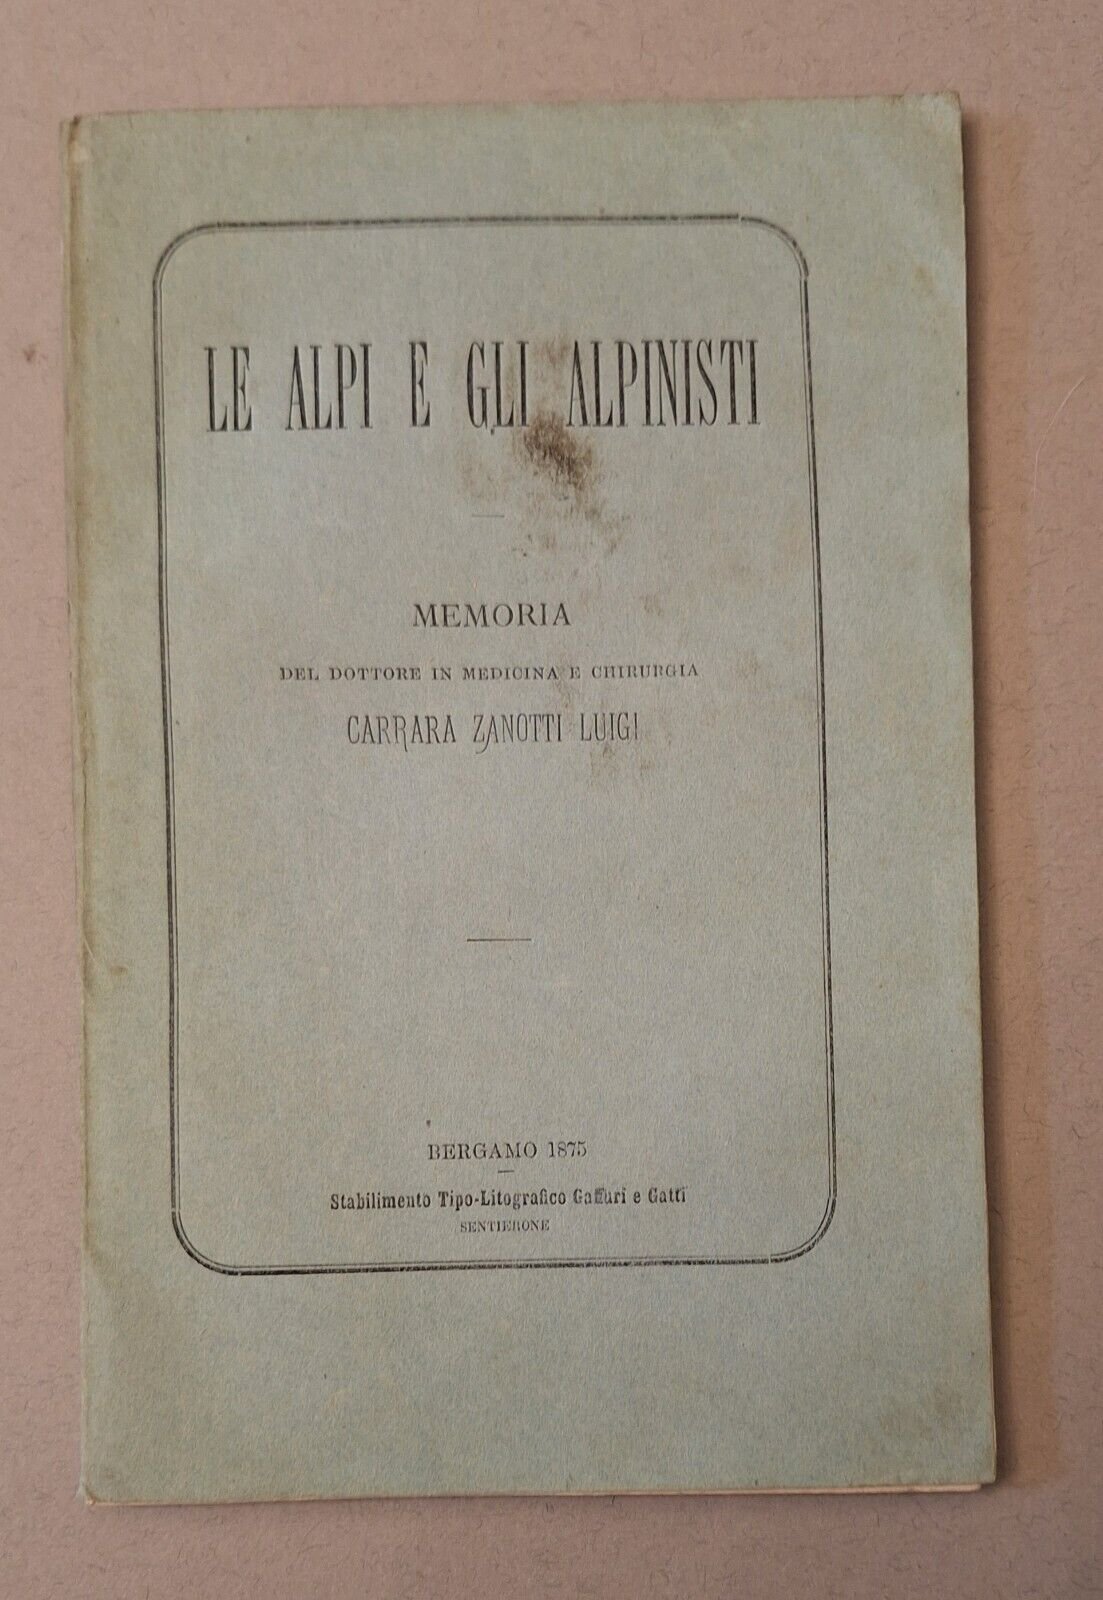 LE ALPI E GLI ALPINISTI
MEMORIA
DEL DOTTORE IN MEDICINA E CHIRURGIA
CARRARA ZANOTTI LUIGI
BERGAMO 1875
Stabilimento Tipo-Litografico Gaffuri e Gatti
SENTIERONE